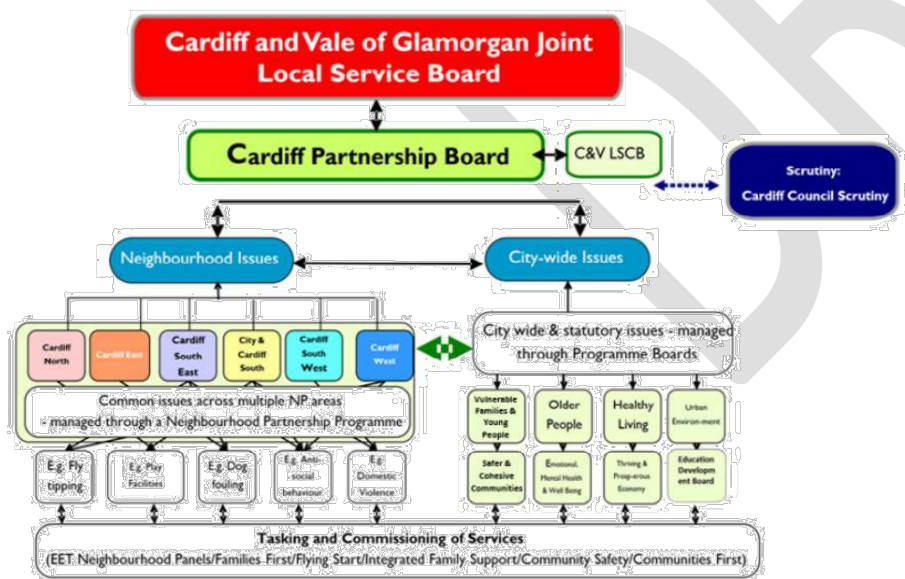 Cardiff and Vale of Glamorgan Joint
Local Service Board
Cardiff Partnership Board
C&V LSCB
Scrutiny:
Cardiff Council Scrutiny
Neighbourhood Issues
City-wide Issues
Cardiff
North
Cardiff East
Cardiff
South
East
City &
Cardiff
South
Cardiff
South
West
Cardiff
West
City wide & statutory issues - managed
through Programme Boards
Common issues across multiple NP areas
- managed through a Neighbourhood Partnership Programme
Vulnerable
Families &
Young
People
Older
People
Healthy
Living
Urban
Environ-ment
E.g. Fly
tipping
E.g. Play
Facilities
E.g. Dog
fouling
E.g. Anti-
social
behaviour
E.g.
Domestic
Violence
Safer &
Cohesive
Communities
Emotional,
Mental Health
& Well Being
Thriving &
Prosp-erous
Economy
Education
Developm
ent Board
Tasking and Commissioning of Services
(EET Neighbourhood Panels/Families First/Flying Start/Integrated Family Support/Community Safety/Communities First)